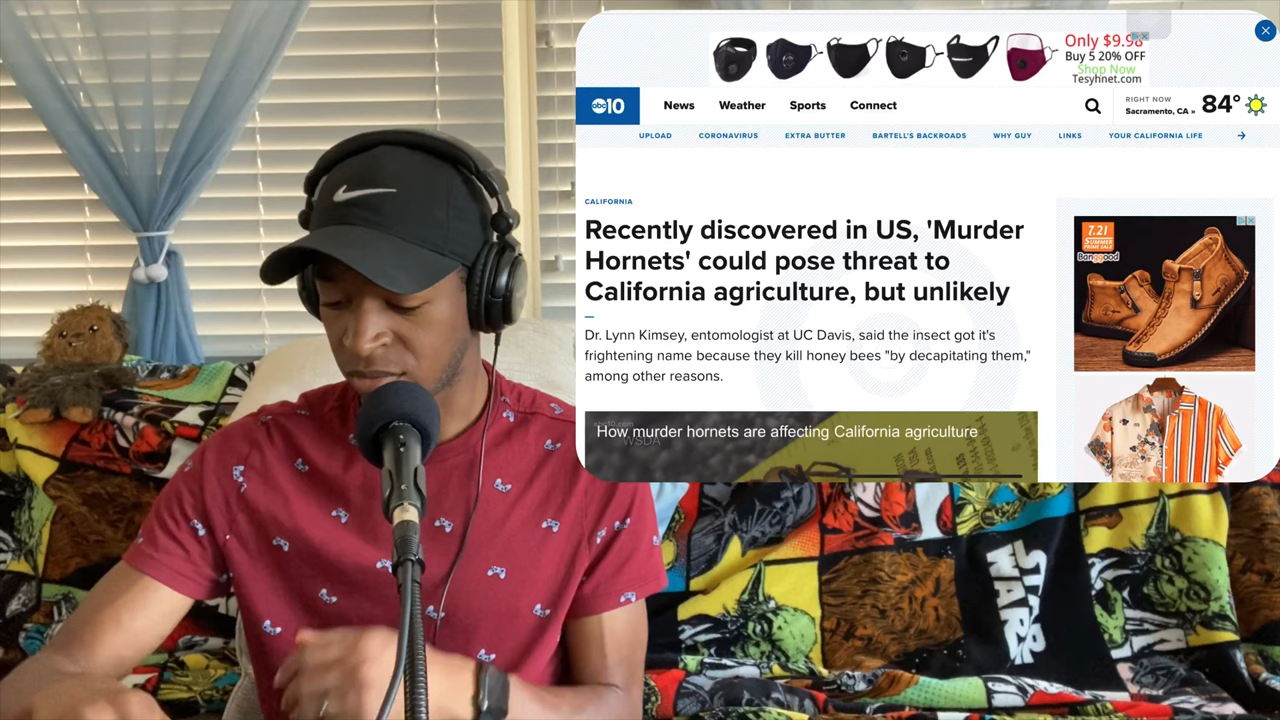 Only $9.98
Buy 5 20% OFF
Shop Now
Tesyhnet.com
abc10
News
Weather
Sports
Connect
RIGHT NOW
Sacramento, CA »
84°
UPLOAD
CORONAVIRUS
EXTRA BUTTER
BARTELL'S BACKROADS
WHY GUY
LINKS
YOUR CALIFORNIA LIFE
CALIFORNIA
Recently discovered in US, 'Murder
Hornets' could pose threat to
California agriculture, but unlikely
Dr. Lynn Kimsey, entomologist at UC Davis, said the insect got it's
frightening name because they kill honey bees "by decapitating them,"
among other reasons.
How murder hornets are affecting California agriculture
WSDA
7.21
SUMMER
PRIME SALE
Banggood
STAR
WARS